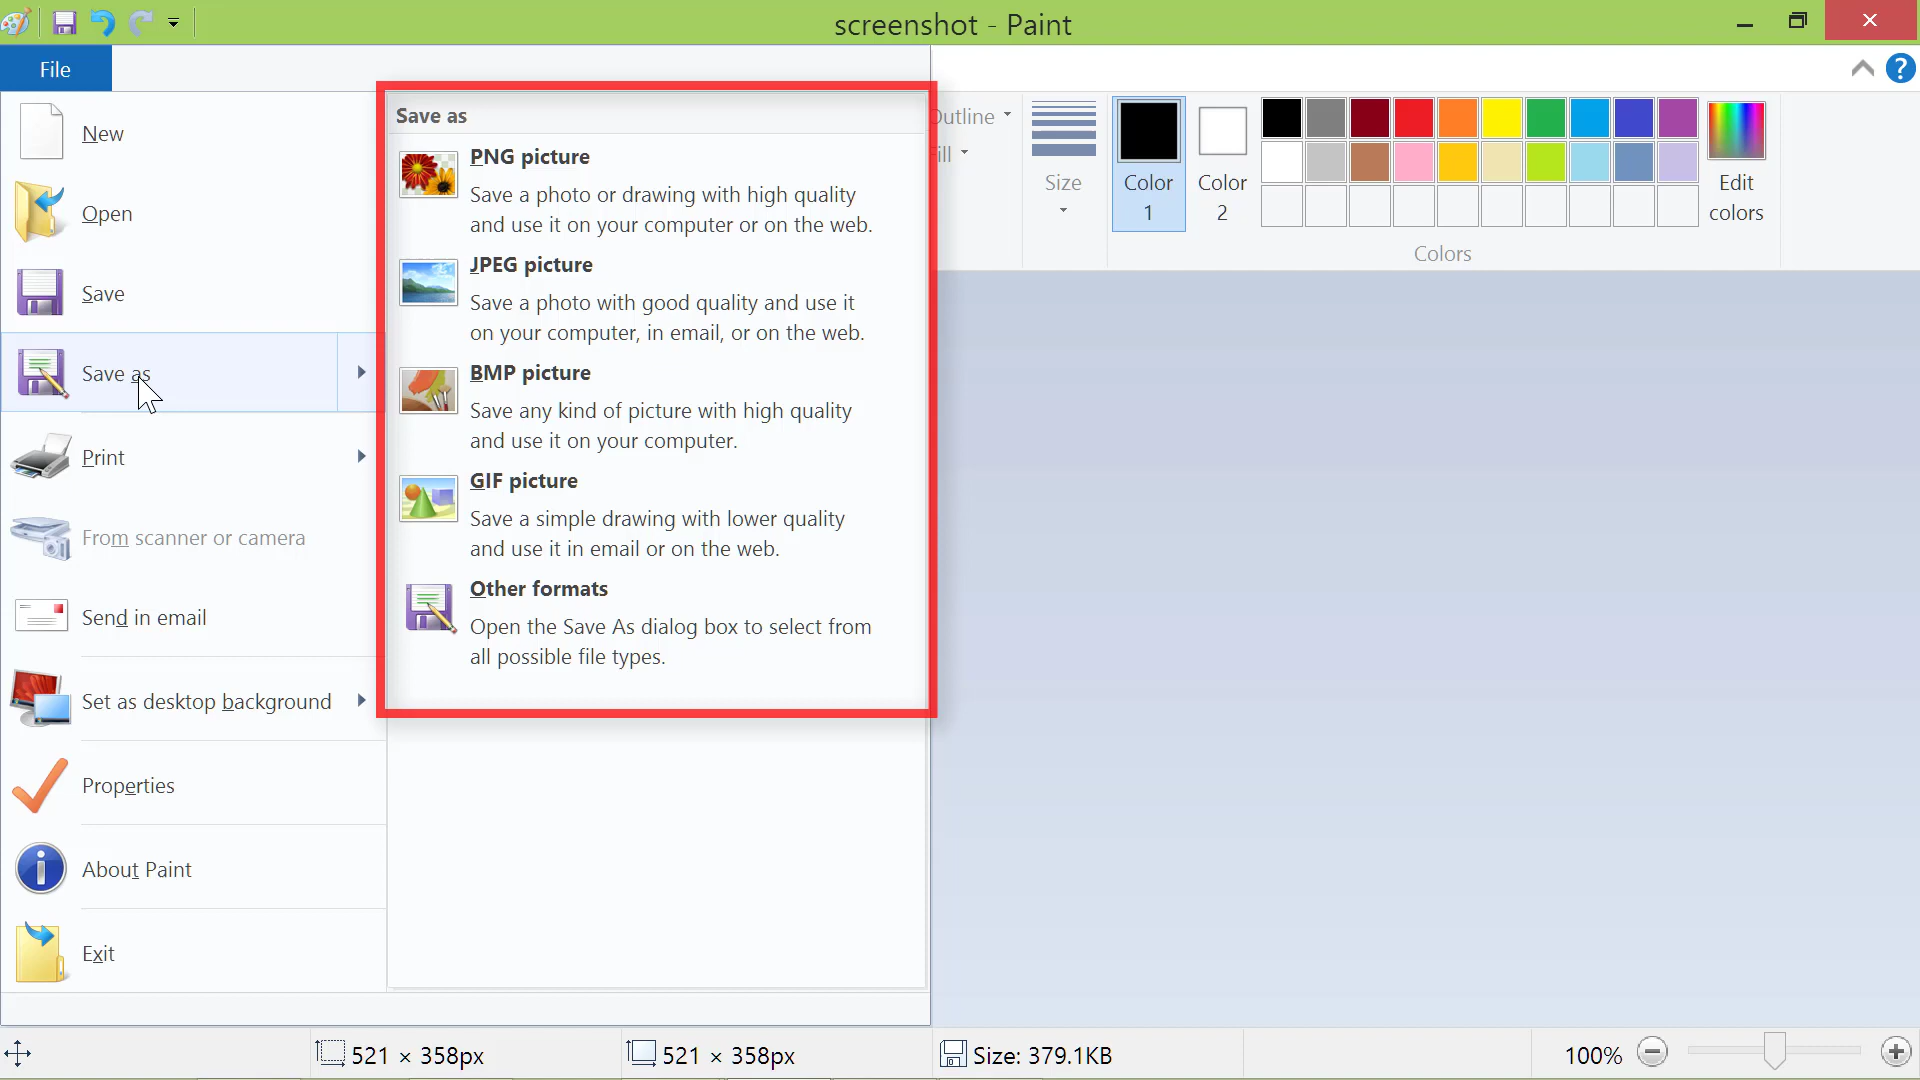 screenshot - Paint
File
New
Open
Save
Save as
Print
From scanner or camera
Send in email
Set as desktop background
Properties
About Paint
Exit
Save as
PNG picture
Save a photo or drawing with high quality
and use it on your computer or on the web.
JPEG picture
Save a photo with good quality and use it
on your computer, in email, or on the web.
BMP picture
Save any kind of picture with high quality
and use it on your computer.
GIF picture
Save a simple drawing with lower quality
and use it in email or on the web.
Other formats
Open the Save As dialog box to select from
all possible file types.
Outline
ill
Size
Color
1
Color
2
Edit
colors
Colors
521 × 358px
521 × 358px
Size: 379.1KB
100%